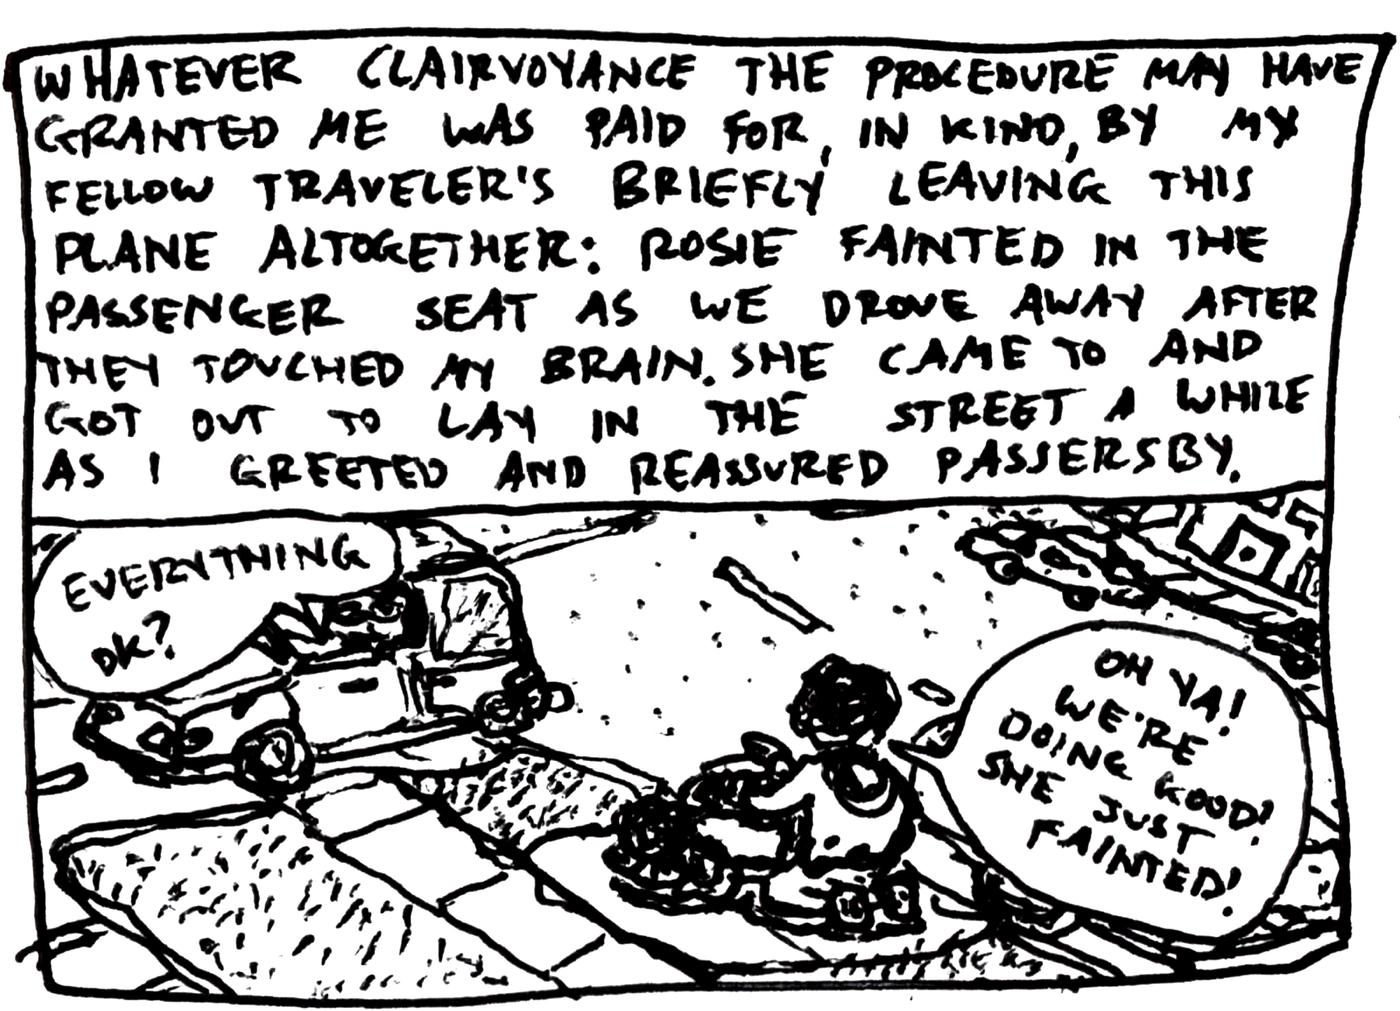 WHATEVER CLAIRVOYANCE THE PROCEDURE MAY HAVE
GRANTED ME WAS PAID FOR, IN KIND, BY MY
FELLOW TRAVELER'S BRIEFLY LEAVING THIS
PLANE ALTOGETHER: ROSIE FAINTED IN THE
PASSENGER SEAT AS WE DROVE AWAY AFTER
THEY TOUCHED MY BRAIN. SHE CAME TO AND
GOT OUT TO LAY IN THE STREET A WHILE
AS I GREETED AND REASSURED PASSERSBY.
EVERYTHING
OK?
OH YA!
WE'RE
DOING GOOD!
SHE JUST
FAINTED!